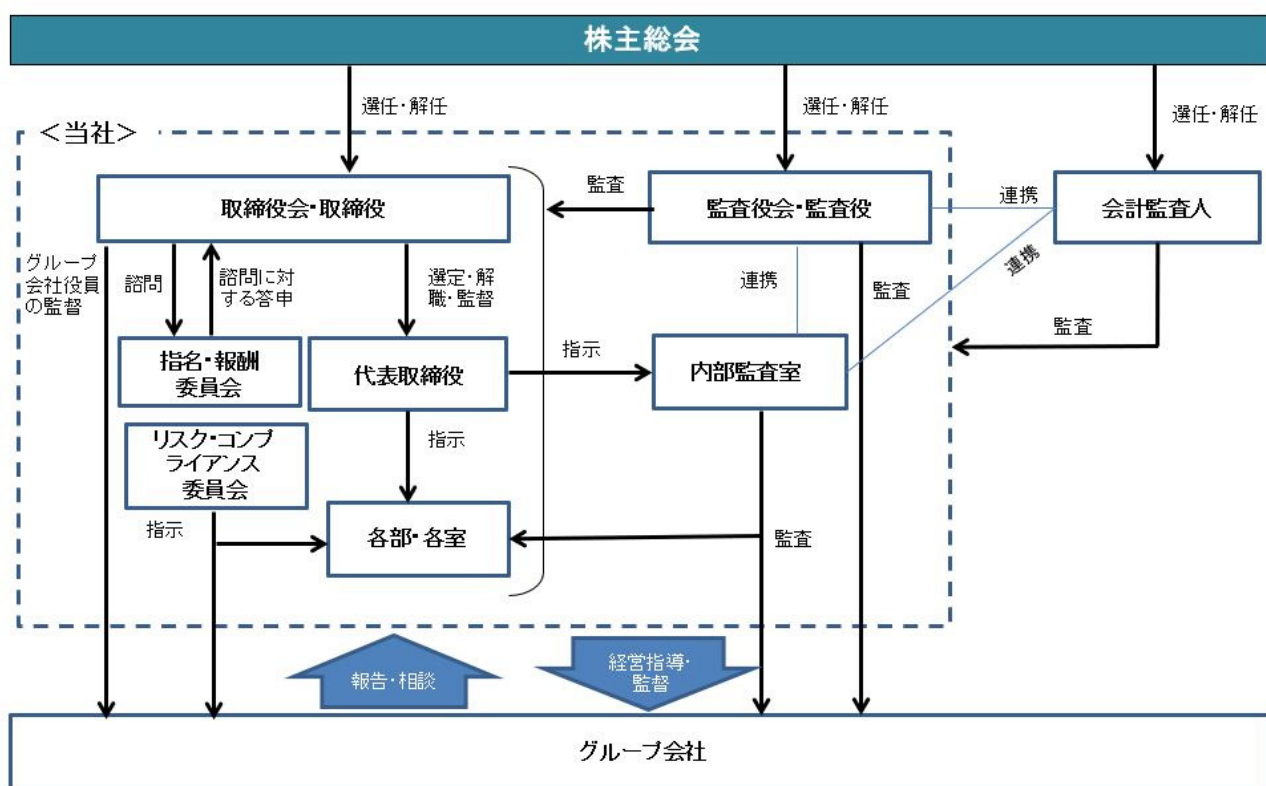 株主総会
選任・解任
選任・解任
選任・解任
＜当社＞
取締役会・取締役
監査
監査役会・監査役
連携
会計監査人
グループ
会社役員
の監督
諮問
諮問に対
する答申
選定・解
職・監督
連携
監査
連携
監査
指名・報酬
委員会
代表取締役
指示
内部監査室
リスク・コンプ
ライアンス
委員会
指示
指示
各部・各室
監査
報告・相談
経営指導・
監督
グループ会社